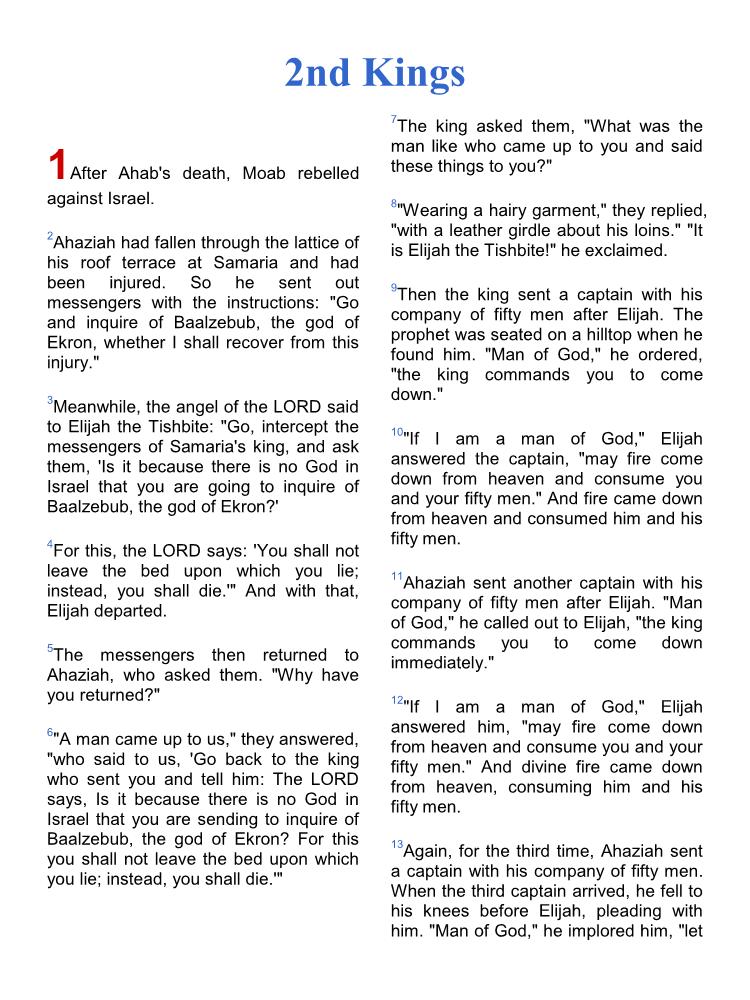 2nd Kings
1After Ahab's death, Moab rebelled
against Israel.
2Ahaziah had fallen through the lattice of
his roof terrace at Samaria and had
been injured. So he sent out
messengers with the instructions: "Go
and inquire of Baalzebub, the god of
Ekron, whether I shall recover from this
injury."
3Meanwhile, the angel of the LORD said
to Elijah the Tishbite: "Go, intercept the
messengers of Samaria's king, and ask
them, 'Is it because there is no God in
Israel that you are going to inquire of
Baalzebub, the god of Ekron?'
4For this, the LORD says: 'You shall not
leave the bed upon which you lie;
instead, you shall die.'" And with that,
Elijah departed.
5The messengers then returned to
Ahaziah, who asked them. "Why have
you returned?"
6"A man came up to us," they answered,
"who said to us, 'Go back to the king
who sent you and tell him: The LORD
says, Is it because there is no God in
Israel that you are sending to inquire of
Baalzebub, the god of Ekron? For this
you shall not leave the bed upon which
you lie; instead, you shall die.'"
7The king asked them, "What was the
man like who came up to you and said
these things to you?"
8"Wearing a hairy garment," they replied,
"with a leather girdle about his loins." "It
is Elijah the Tishbite!" he exclaimed.
9Then the king sent a captain with his
company of fifty men after Elijah. The
prophet was seated on a hilltop when he
found him. "Man of God," he ordered,
"the king commands you to come
down."
10"If I am a man of God," Elijah
answered the captain, "may fire come
down from heaven and consume you
and your fifty men." And fire came down
from heaven and consumed him and his
fifty men.
11Ahaziah sent another captain with his
company of fifty men after Elijah. "Man
of God," he called out to Elijah, "the king
commands you to come down
immediately."
12"If I am a man of God," Elijah
answered him, "may fire come down
from heaven and consume you and your
fifty men." And divine fire came down
from heaven, consuming him and his
fifty men.
13Again, for the third time, Ahaziah sent
a captain with his company of fifty men.
When the third captain arrived, he fell to
his knees before Elijah, pleading with
him. "Man of God," he implored him, "let